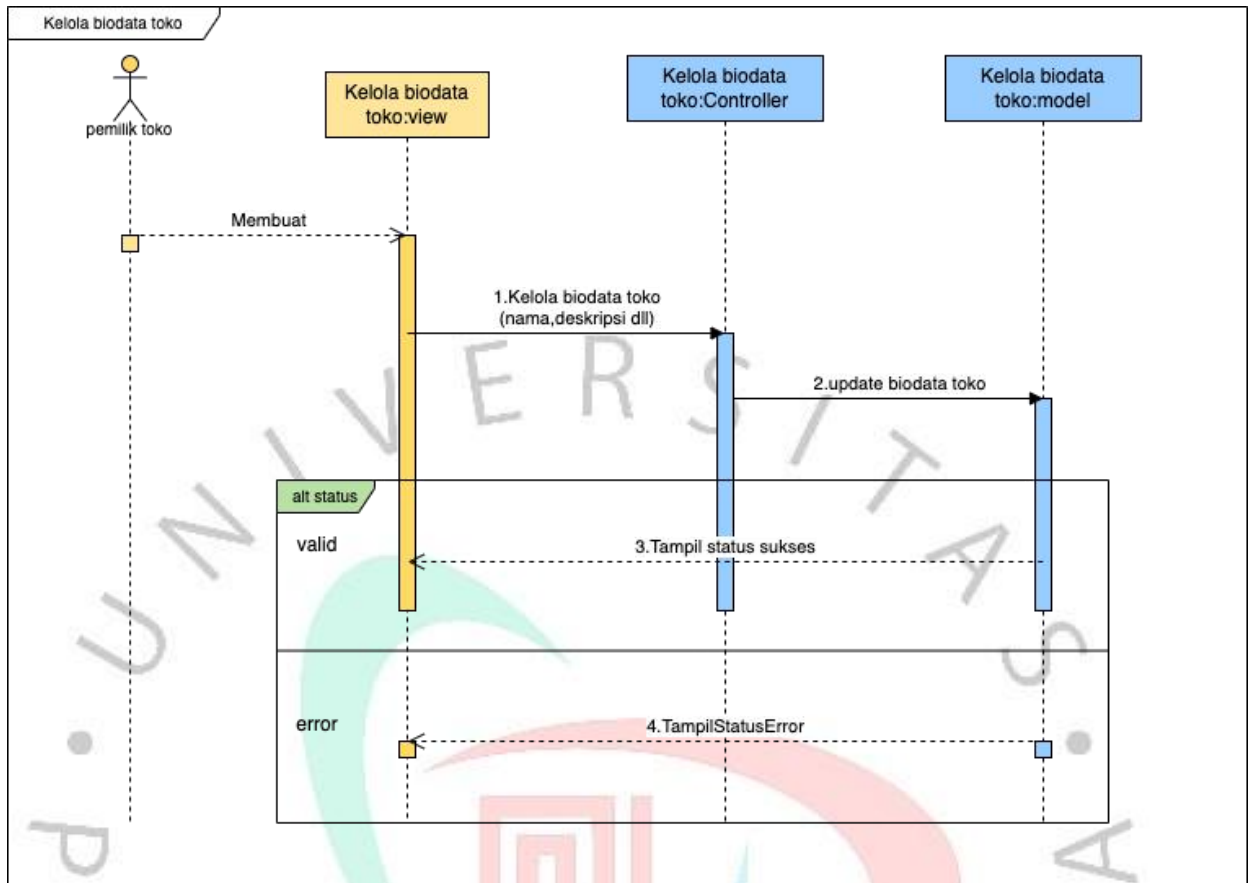 Kelola biodata toko
pemilik toko
Kelola biodata
toko:view
Kelola biodata
toko:Controller
Kelola biodata
toko:model
Membuat
1.Kelola biodata toko
(nama,deskripsi dll)
2.update biodata toko
alt status
valid
3.Tampil status sukses
error
4.TampilStatusError
P • UNIVERSITAS • A